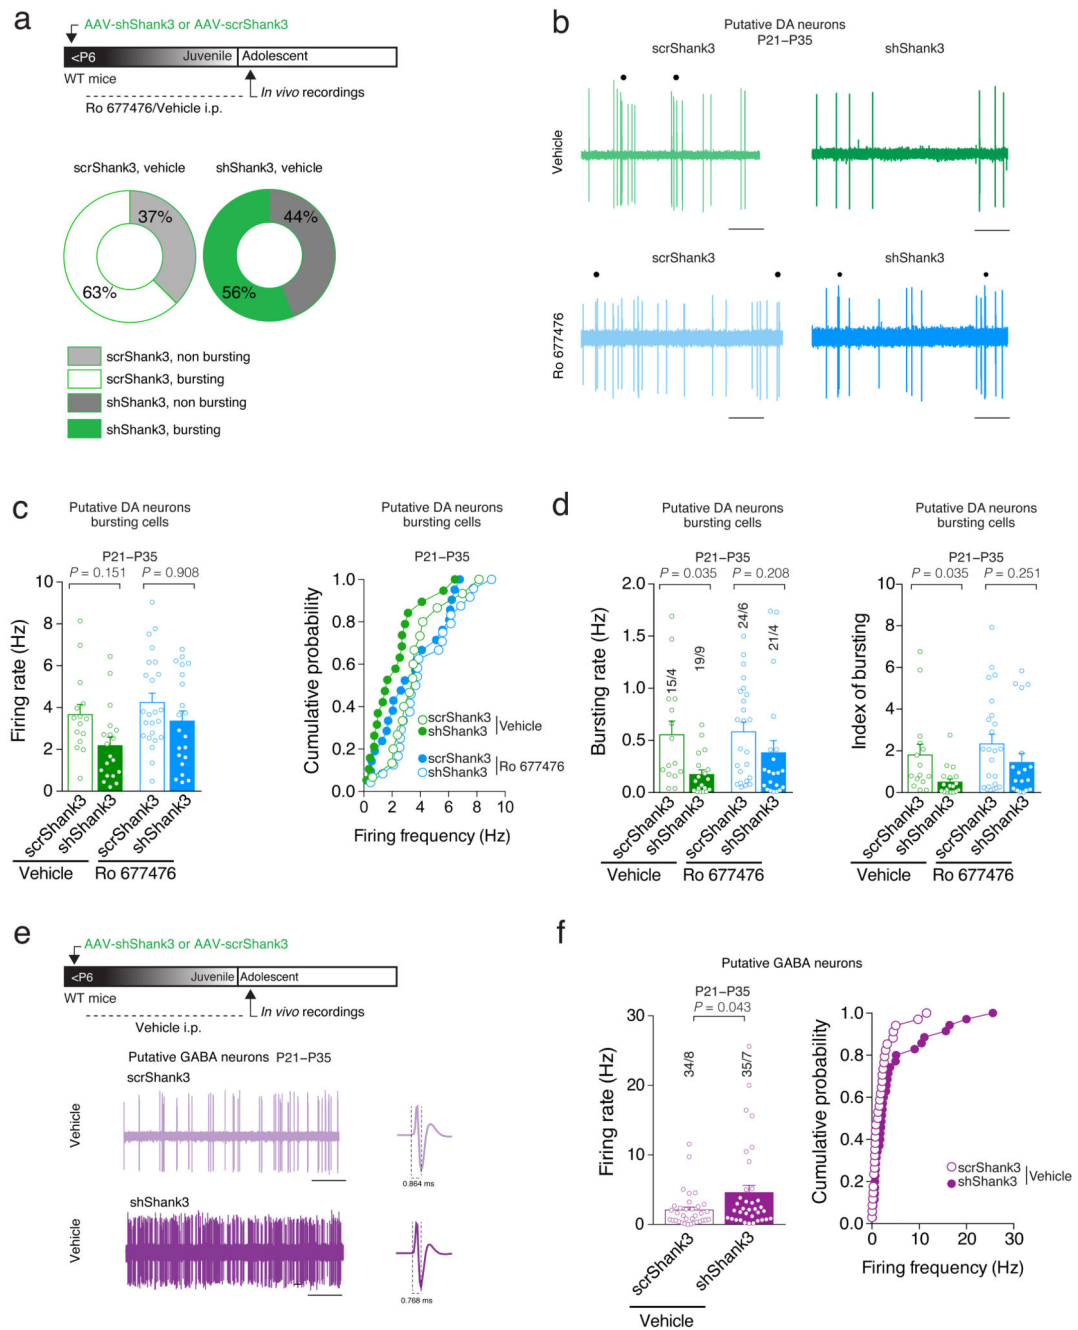 a
AAV-shShank3 or AAV-scrShank3
<P6 Juvenile Adolescent
WT mice
In vivo recordings
Ro 677476/Vehicle i.p.
scrShank3, vehicle shShank3, vehicle
37% 44%
63% 56%
scrShank3, non bursting
scrShank3, bursting
shShank3, non bursting
shShank3, bursting
b
Putative DA neurons
P21–P35
scrShank3 shShank3
Vehicle
scrShank3 shShank3
Ro 677476
c
Putative DA neurons
bursting cells
P21–P35
P = 0.151 P = 0.908
Firing rate (Hz)
10
8
6
4
2
0
scrShank3
shShank3
scrShank3
shShank3
Vehicle Ro 677476
Putative DA neurons
bursting cells
P21–P35
Cumulative probability
1.0
0.8
0.6
0.4
0.2
0.0
scrShank3
shShank3
Vehicle
scrShank3
shShank3
Ro 677476
0 2 4 6 8 10
Firing frequency (Hz)
d
Putative DA neurons
bursting cells
P21–P35
P = 0.035 P = 0.208
Bursting rate (Hz)
2.0
1.5
1.0
0.5
0.0
15/4
19/9
24/6
21/4
scrShank3
shShank3
scrShank3
shShank3
Vehicle Ro 677476
Putative DA neurons
bursting cells
P21–P35
P = 0.035 P = 0.251
Index of bursting
10
8
6
4
2
0
scrShank3
shShank3
scrShank3
shShank3
Vehicle Ro 677476
e
AAV-shShank3 or AAV-scrShank3
<P6 Juvenile Adolescent
WT mice
In vivo recordings
Vehicle i.p.
Putative GABA neurons P21–P35
scrShank3
Vehicle
0.864 ms
shShank3
Vehicle
0.768 ms
f
Putative GABA neurons
P21–P35
P = 0.043
Firing rate (Hz)
30
20
10
0
34/8
35/7
scrShank3
shShank3
Vehicle
Cumulative probability
1.0
0.8
0.6
0.4
0.2
0.0
scrShank3
shShank3
Vehicle
0 10 20 30
Firing frequency (Hz)